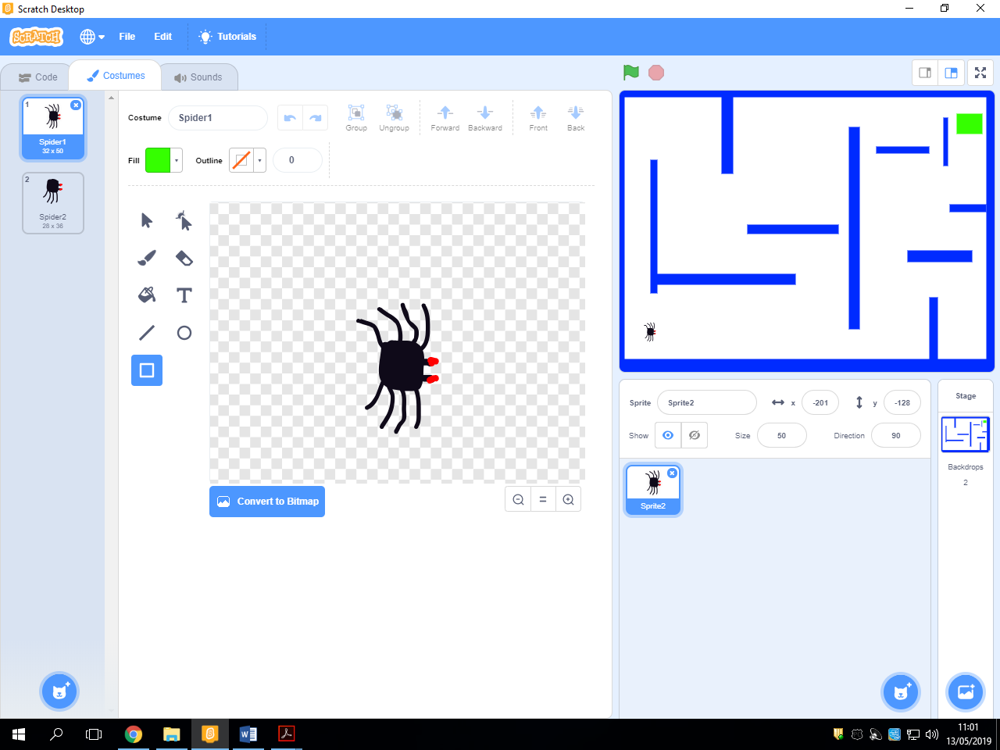 Scratch Desktop
SCRATCH
File
Edit
Tutorials
Code
Costumes
Sounds
1
Spider1
32 x 50
2
Spider2
28 x 36
Costume
Spider1
Group
Ungroup
Forward
Backward
Front
Back
Fill
Outline
0
T
Convert to Bitmap
Sprite
Sprite2
x
-201
y
-128
Show
Size
50
Direction
90
Sprite2
Stage
Backdrops
2
11:01
13/05/2019